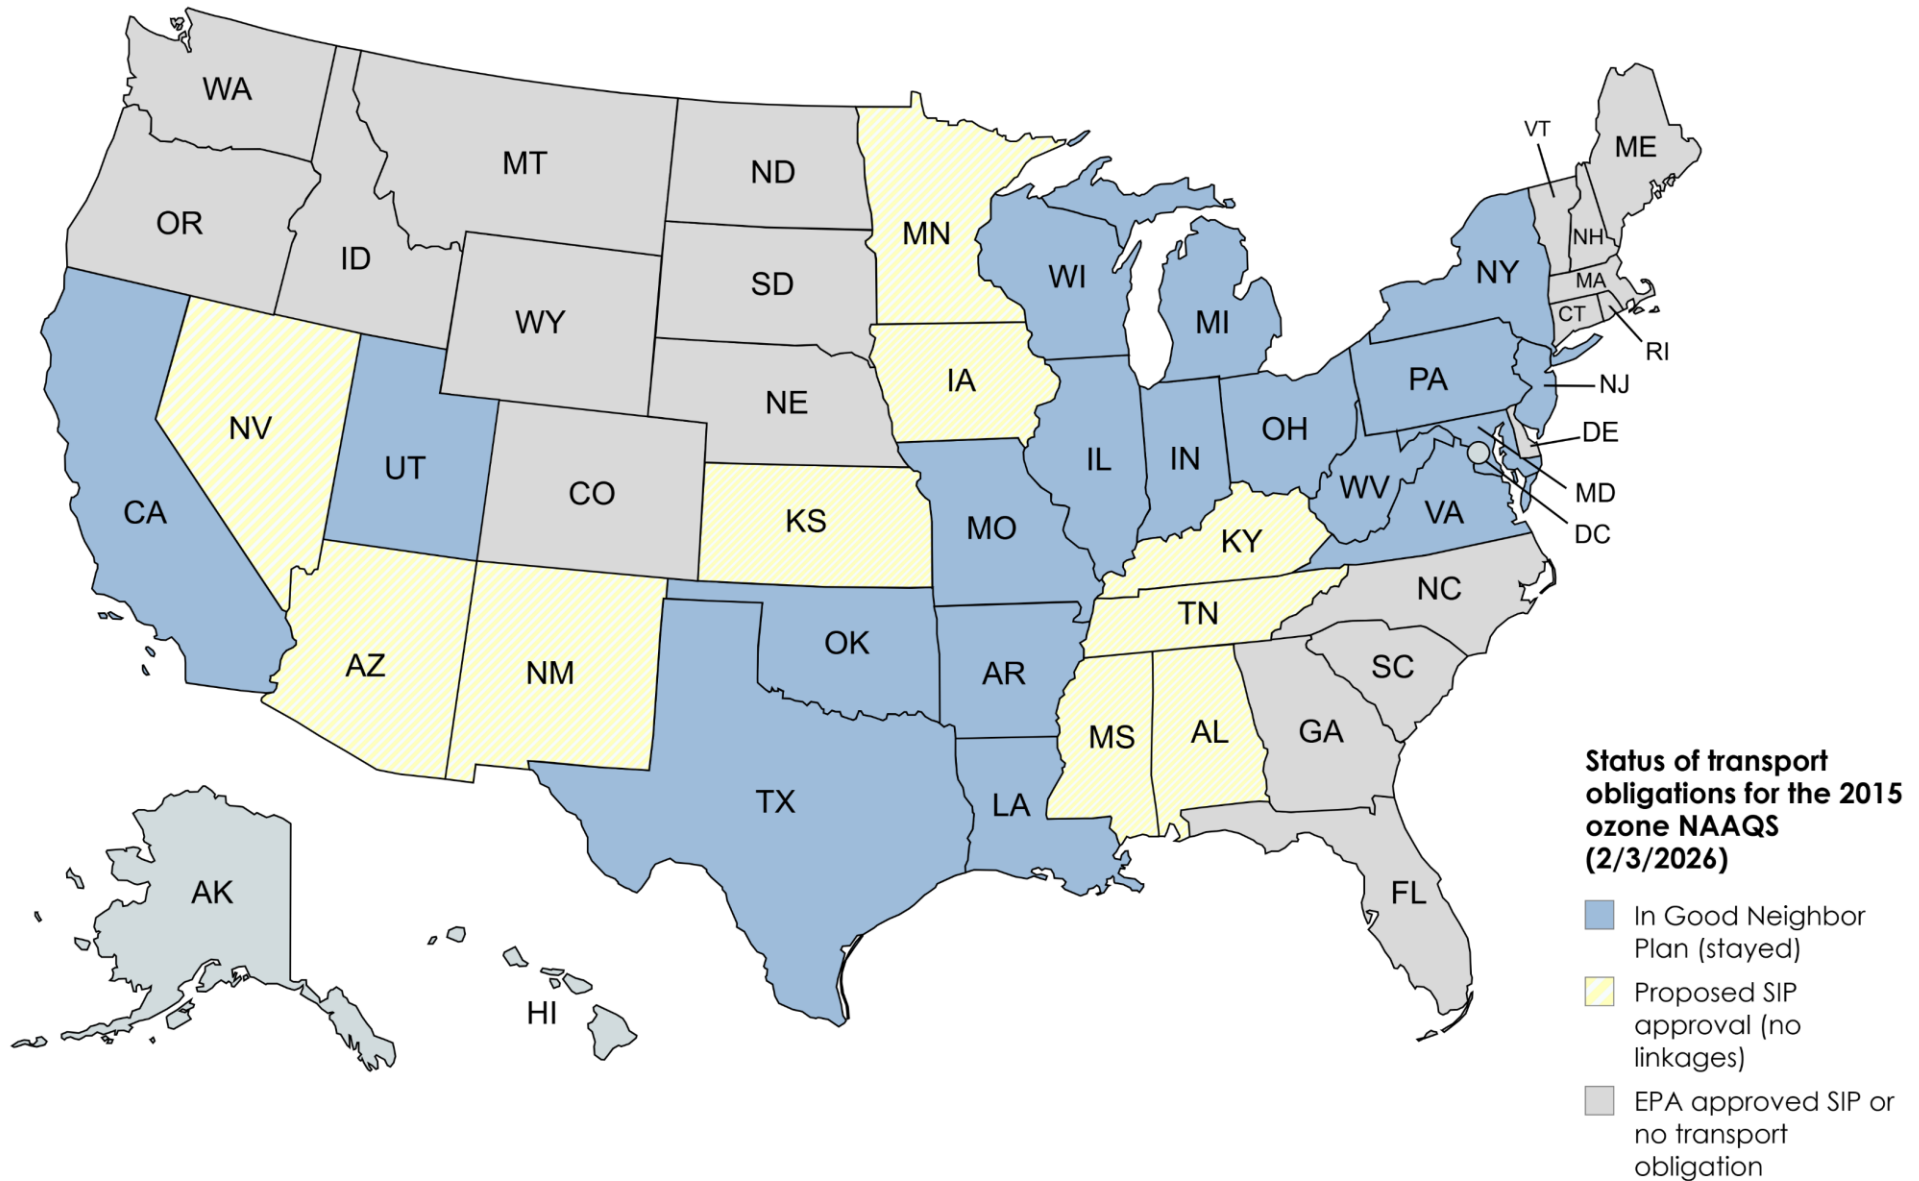 WA
OR
ID
MT
ND
SD
WY
NE
CO
KS
CA
NV
UT
AZ
NM
MN
IA
MO
OK
AR
TX
LA
WI
MI
IL
IN
OH
KY
TN
MS
AL
GA
FL
SC
NC
VA
WV
PA
NY
VT
NH
ME
MA
CT
RI
NJ
DE
MD
DC
AK
HI
Status of transport
obligations for the 2015
ozone NAAQS
(2/3/2026)
In Good Neighbor
Plan (stayed)
Proposed SIP
approval (no
linkages)
EPA approved SIP or
no transport
obligation